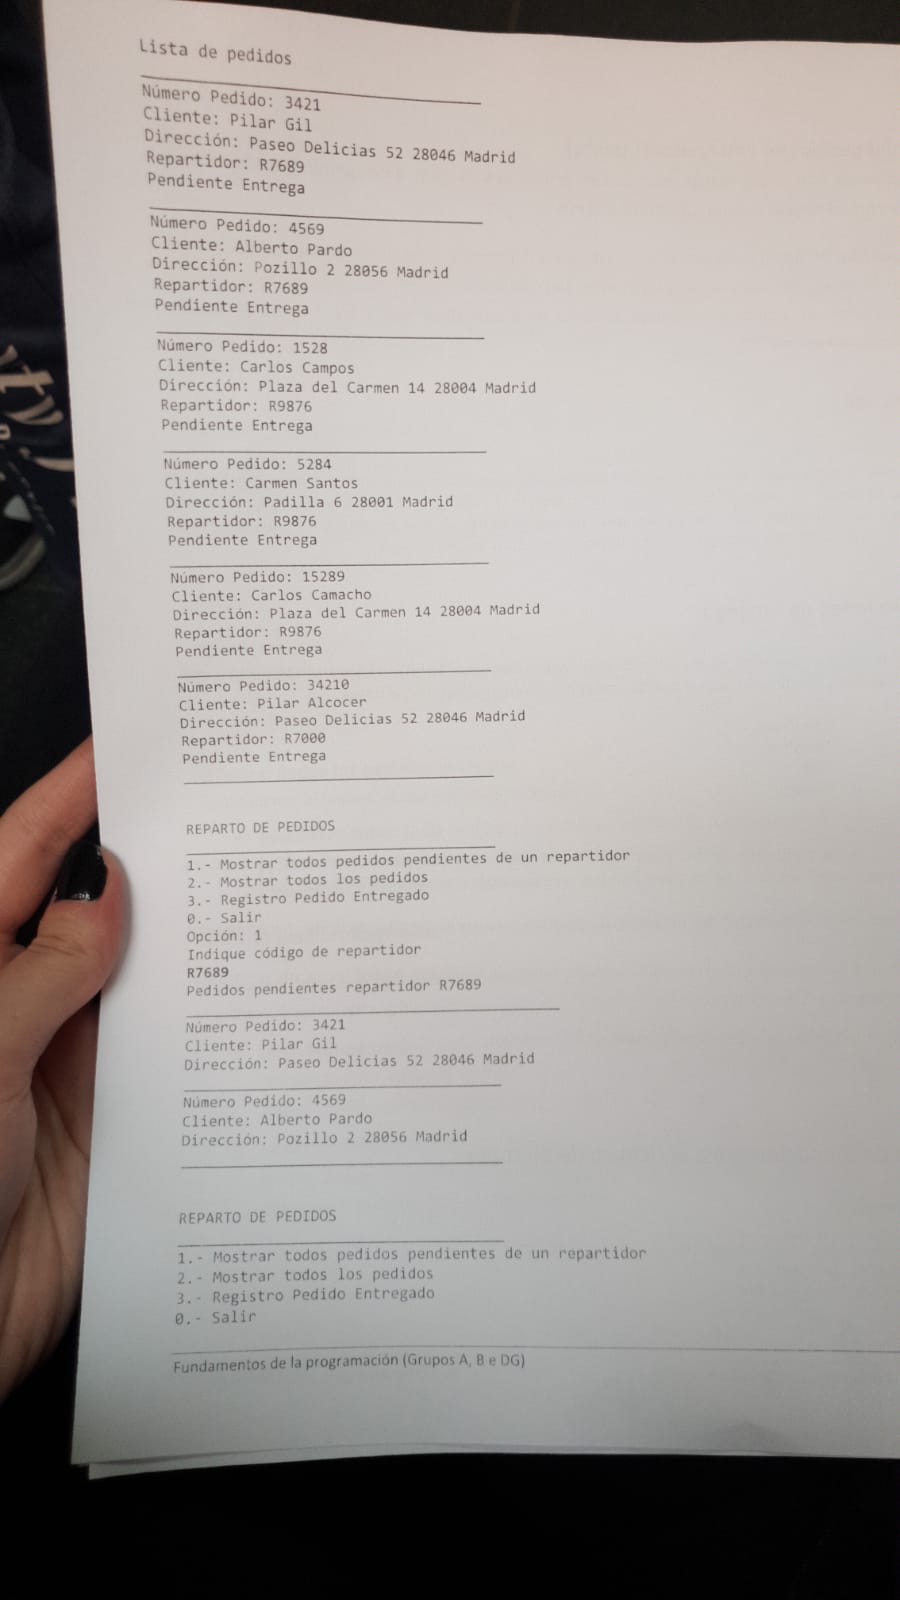 Lista de pedidos
Número Pedido: 3421
Cliente: Pilar Gil
Dirección: Paseo Delicias 52 28046 Madrid
Repartidor: R7689
Pendiente Entrega
Número Pedido: 4569
Cliente: Alberto Pardo
Dirección: Pozillo 2 28056 Madrid
Repartidor: R7689
Pendiente Entrega
Número Pedido: 1528
Cliente: Carlos Campos
Dirección: Plaza del Carmen 14 28004 Madrid
Repartidor: R9876
Pendiente Entrega
Número Pedido: 5284
Cliente: Carmen Santos
Dirección: Padilla 6 28001 Madrid
Repartidor: R9876
Pendiente Entrega
Número Pedido: 15289
Cliente: Carlos Camacho
Dirección: Plaza del Carmen 14 28004 Madrid
Repartidor: R9876
Pendiente Entrega
Número Pedido: 34210
Cliente: Pilar Alcocer
Dirección: Paseo Delicias 52 28046 Madrid
Repartidor: R7000
Pendiente Entrega
REPARTO DE PEDIDOS
1.- Mostrar todos pedidos pendientes de un repartidor
2.- Mostrar todos los pedidos
3.- Registro Pedido Entregado
0.- Salir
Opción: 1
Indique código de repartidor
R7689
Pedidos pendientes repartidor R7689
Número Pedido: 3421
Cliente: Pilar Gil
Dirección: Paseo Delicias 52 28046 Madrid
Número Pedido: 4569
Cliente: Alberto Pardo
Dirección: Pozillo 2 28056 Madrid
REPARTO DE PEDIDOS
1.- Mostrar todos pedidos pendientes de un repartidor
2.- Mostrar todos los pedidos
3.- Registro Pedido Entregado
0.- Salir
Fundamentos de la programación (Grupos A, B e DG)